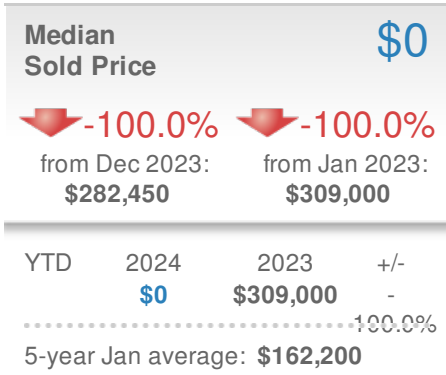 Median $0
Sold Price
-100.0% -100.0%
from Dec 2023: from Jan 2023:
$282,450 $309,000
YTD 2024 2023 +/-
$0 $309,000 -
100.0%
5-year Jan average: $162,200